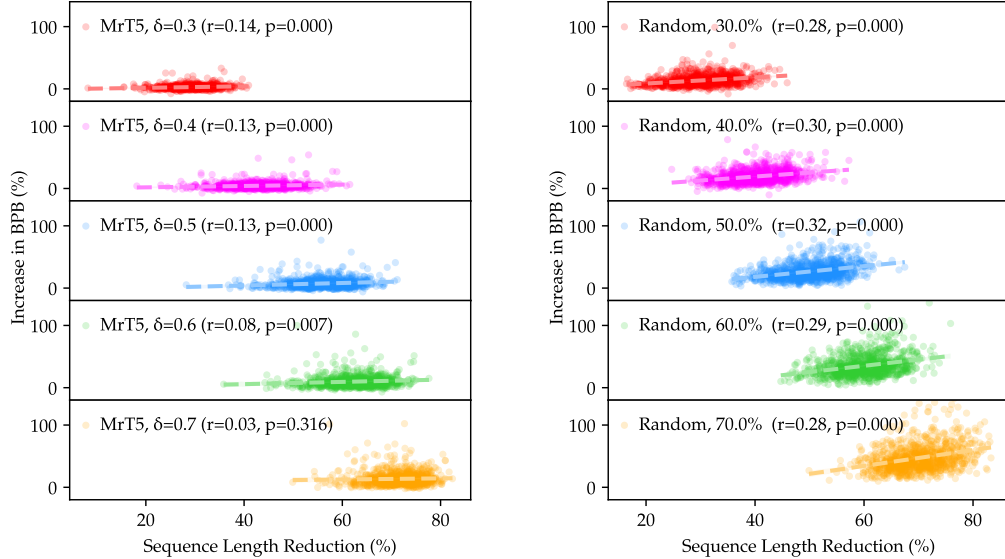 MrT5, δ=0.3 (r=0.14, p=0.000)
100
0
MrT5, δ=0.4 (r=0.13, p=0.000)
100
0
MrT5, δ=0.5 (r=0.13, p=0.000)
100
0
MrT5, δ=0.6 (r=0.08, p=0.007)
100
0
MrT5, δ=0.7 (r=0.03, p=0.316)
100
0
Increase in BPB (%)
20 40 60 80
Sequence Length Reduction (%)
Random, 30.0% (r=0.28, p=0.000)
100
0
Random, 40.0% (r=0.30, p=0.000)
100
0
Random, 50.0% (r=0.32, p=0.000)
100
0
Random, 60.0% (r=0.29, p=0.000)
100
0
Random, 70.0% (r=0.28, p=0.000)
100
0
Increase in BPB (%)
20 40 60 80
Sequence Length Reduction (%)